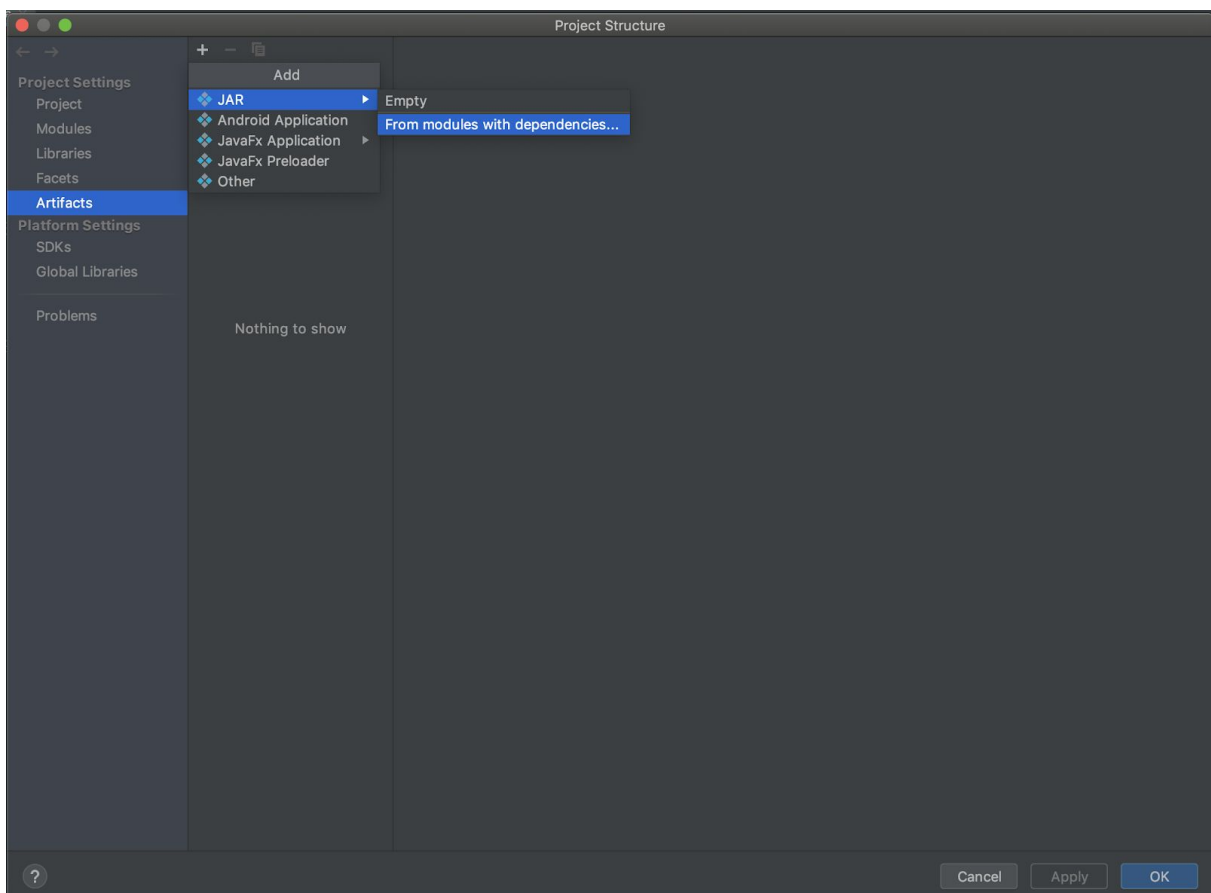 Project Structure
Project Settings
Project
Modules
Libraries
Facets
Artifacts
Platform Settings
SDKs
Global Libraries
Problems
Add
JAR
Android Application
JavaFx Application
JavaFx Preloader
Other
Empty
From modules with dependencies...
Nothing to show
?
Cancel
Apply
OK